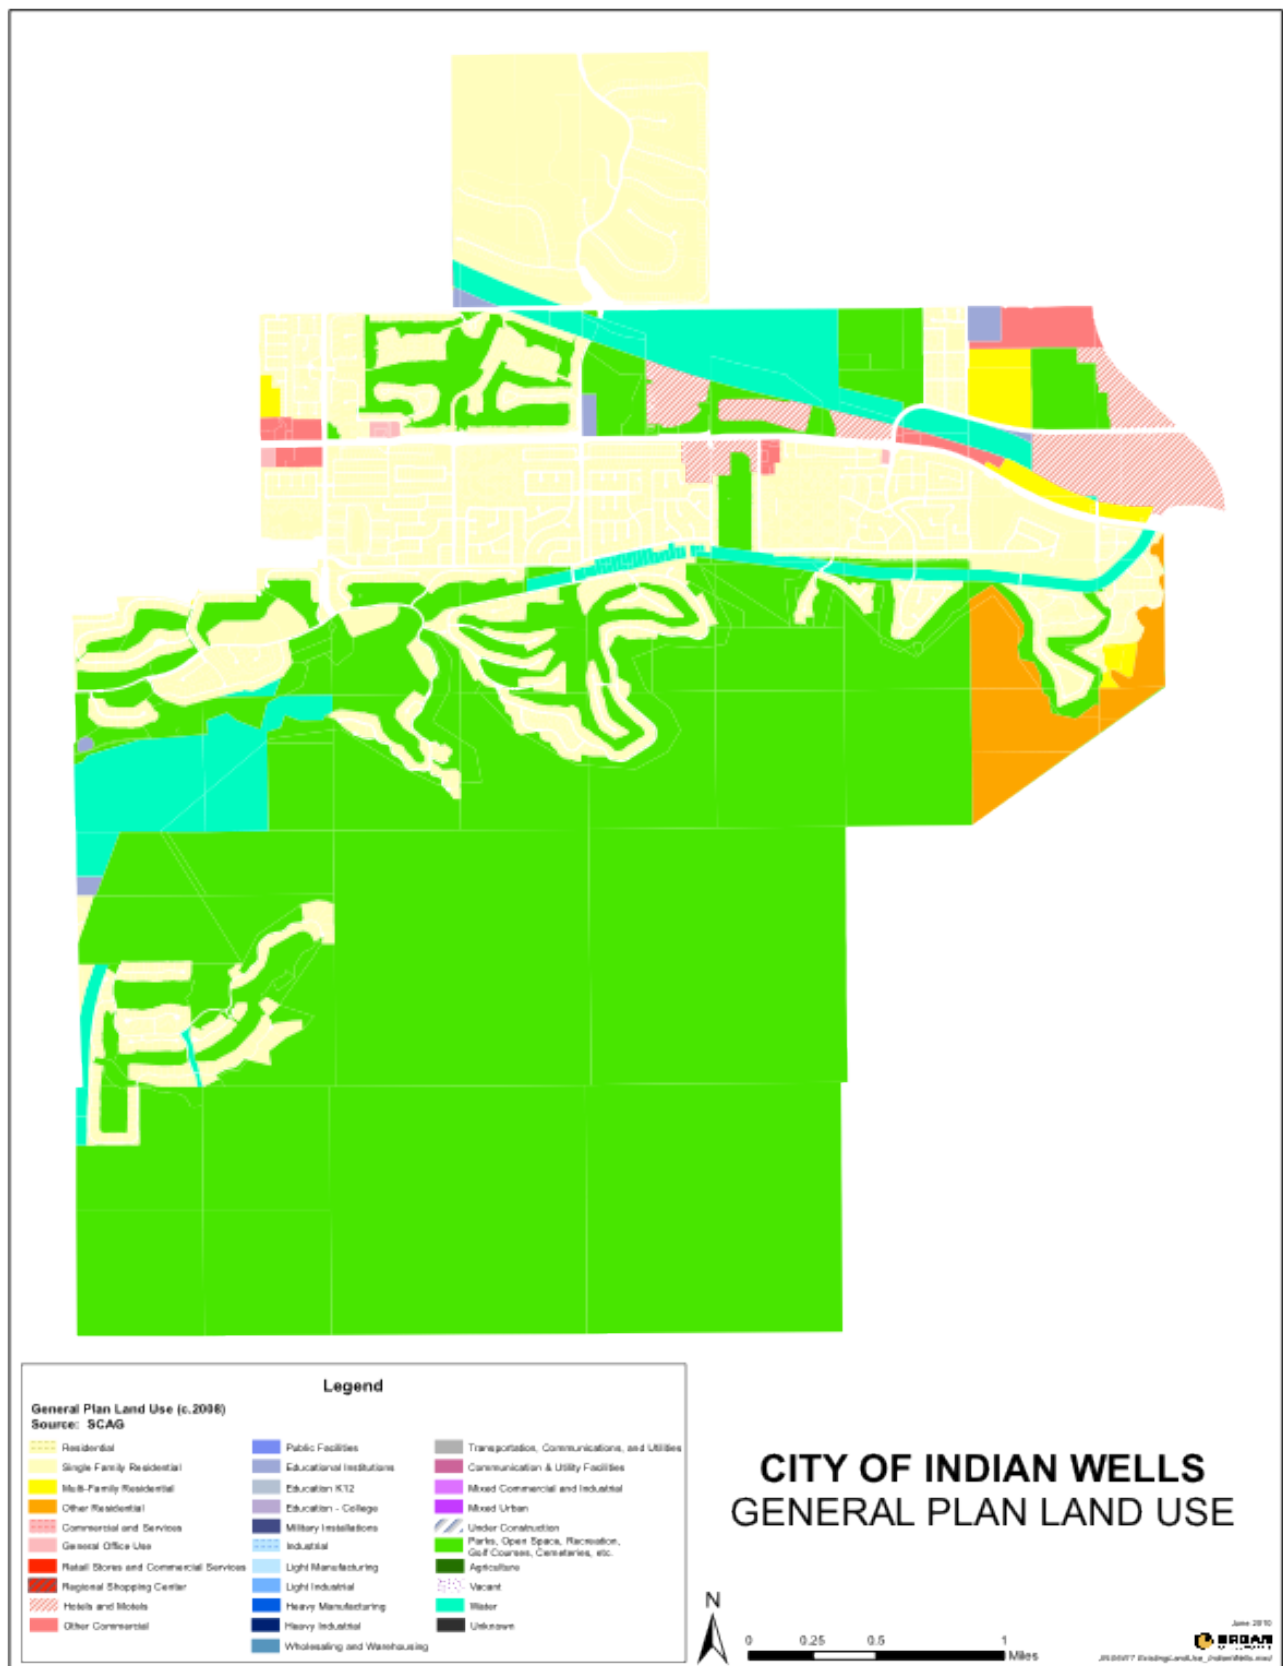 Legend
General Plan Land Use (c.2008)
Source: SCAG
Residential
Single Family Residential
Multi-Family Residential
Other Residential
Commercial and Services
General Office Use
Retail Stores and Commercial Services
Regional Shopping Center
Hotels and Motels
Other Commercial
Public Facilities
Educational Institutions
Education K12
Education - College
Military Installations
Industrial
Light Manufacturing
Light Industrial
Heavy Manufacturing
Heavy Industrial
Wholesaling and Warehousing
Transportation, Communications, and Utilities
Communication & Utility Facilities
Mixed Commercial and Industrial
Mixed Urban
Under Construction
Parks, Open Space, Recreation,
Golf Courses, Cemeteries, etc.
Agriculture
Vacant
Water
Unknown
CITY OF INDIAN WELLS
GENERAL PLAN LAND USE
N
0 0.25 0.5 1
Miles
June 2010